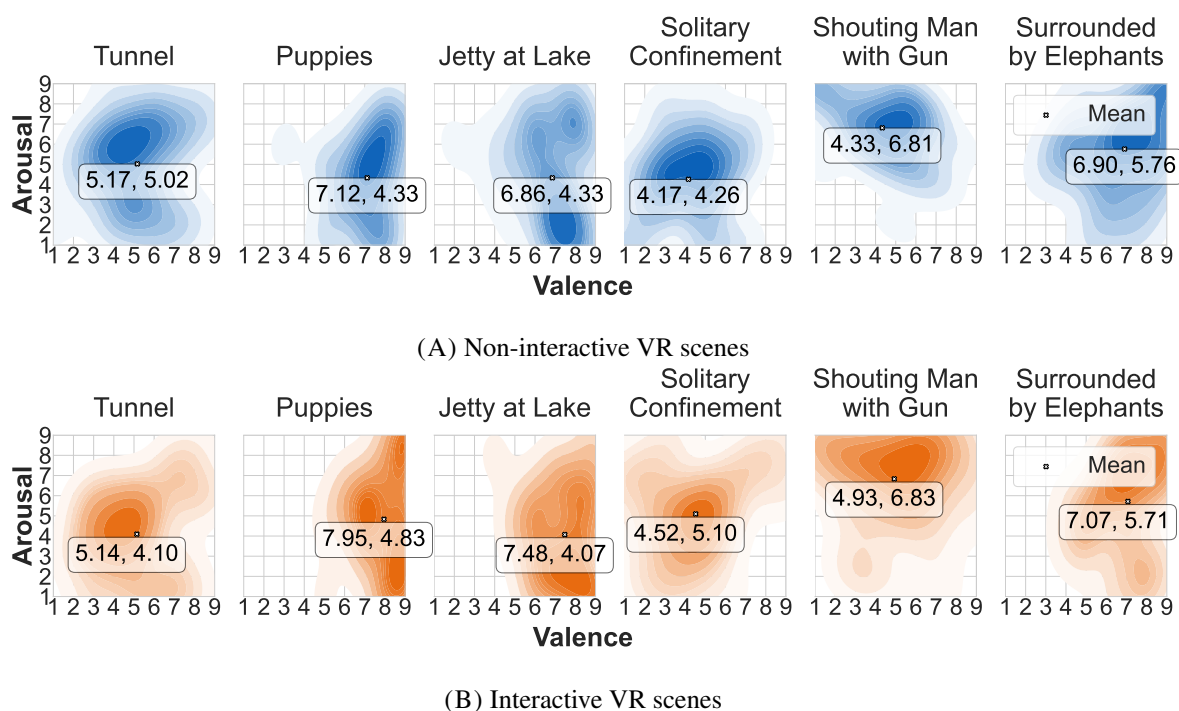 Tunnel
Puppies
Jetty at Lake
Solitary
Confinement
Shouting Man
with Gun
Surrounded
by Elephants
Arousal
9
8
7
6
5
4
3
2
1
5.17, 5.02
7.12, 4.33
6.86, 4.33
4.17, 4.26
4.33, 6.81
Mean
6.90, 5.76
1 2 3 4 5 6 7 8 9
1 2 3 4 5 6 7 8 9
1 2 3 4 5 6 7 8 9
1 2 3 4 5 6 7 8 9
1 2 3 4 5 6 7 8 9
1 2 3 4 5 6 7 8 9
Valence
(A) Non-interactive VR scenes
Tunnel
Puppies
Jetty at Lake
Solitary
Confinement
Shouting Man
with Gun
Surrounded
by Elephants
Arousal
9
8
7
6
5
4
3
2
1
5.14, 4.10
7.95, 4.83
7.48, 4.07
4.52, 5.10
4.93, 6.83
Mean
7.07, 5.71
1 2 3 4 5 6 7 8 9
1 2 3 4 5 6 7 8 9
1 2 3 4 5 6 7 8 9
1 2 3 4 5 6 7 8 9
1 2 3 4 5 6 7 8 9
1 2 3 4 5 6 7 8 9
Valence
(B) Interactive VR scenes